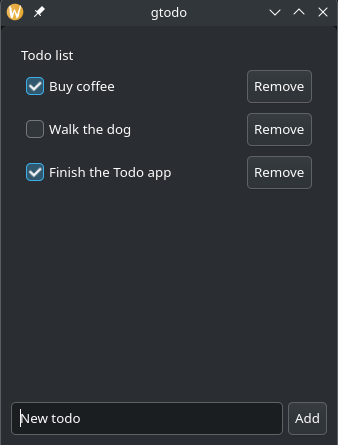 gtodo
Todo list
Buy coffee Remove
Walk the dog Remove
Finish the Todo app Remove
New todo Add